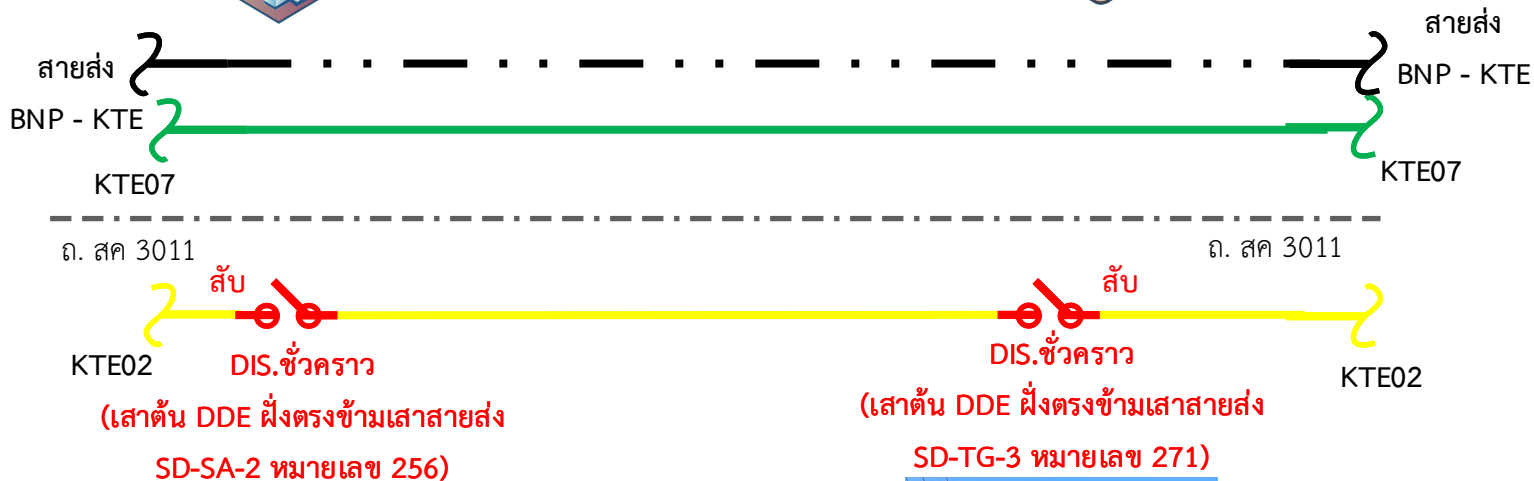 สายส่ง
BNP - KTE
KTE07
สายส่ง
BNP - KTE
KTE07
ถ. สค 3011
ถ. สค 3011
สับ
สับ
KTE02
DIS.ชั่วคราว
(เสาต้น DDE ฝั่งตรงข้ามเสาสายส่ง
SD-SA-2 หมายเลข 256)
DIS.ชั่วคราว
(เสาต้น DDE ฝั่งตรงข้ามเสาสายส่ง
SD-TG-3 หมายเลข 271)
KTE02